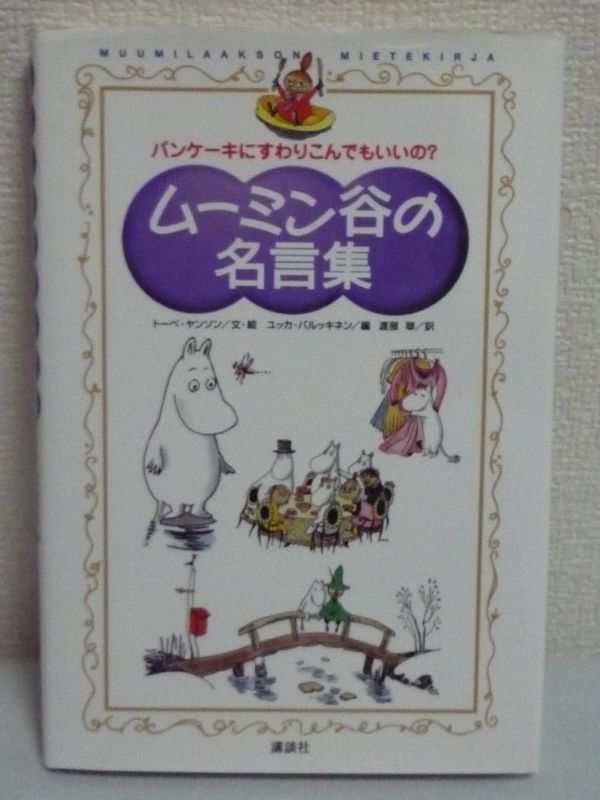 MUUMILAAKSON MIETEKIRJA
パンケーキにすわりこんでもいいの?
ムーミン谷の
名言集
トーベ・ヤンソン/文・絵 ユッカ・パルッキネン/編 渡部 翠/訳
講談社